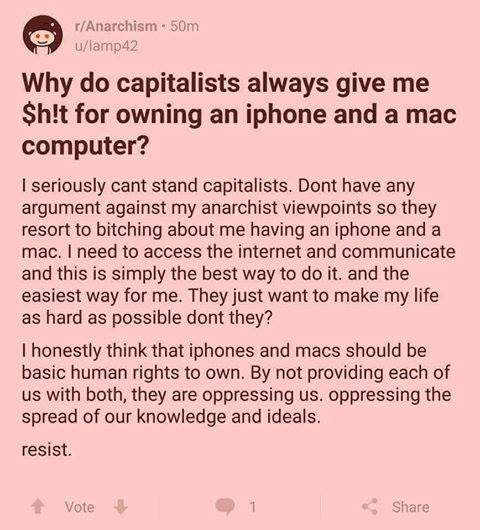 r/Anarchism · 50m
u/lamp42
Why do capitalists always give me
$h!t for owning an iphone and a mac
computer?
I seriously cant stand capitalists. Dont have any
argument against my anarchist viewpoints so they
resort to bitching about me having an iphone and a
mac. I need to access the internet and communicate
and this is simply the best way to do it. and the
easiest way for me. They just want to make my life
as hard as possible dont they?
I honestly think that iphones and macs should be
basic human rights to own. By not providing each of
us with both, they are oppressing us. oppressing the
spread of our knowledge and ideals.
resist.
Vote 1 Share